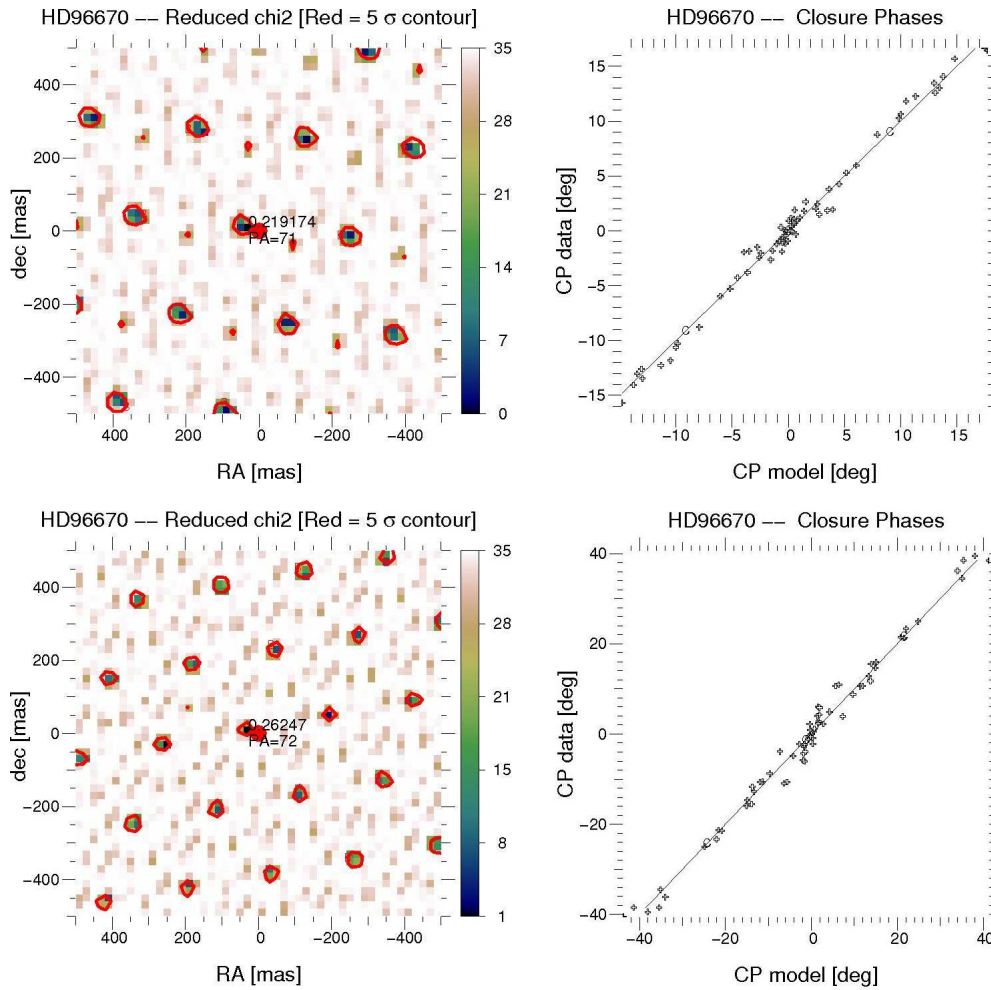 HD96670 −− Reduced chi2 [Red = 5 σ contour]
HD96670 −− Closure Phases
400
200
0
−200
−400
dec [mas]
0.219174
PA=71
400 200 0 −200 −400
RA [mas]
35
28
21
14
7
0
15
10
5
0
−5
−10
−15
CP data [deg]
−10 −5 0 5 10 15
CP model [deg]
HD96670 −− Reduced chi2 [Red = 5 σ contour]
HD96670 −− Closure Phases
400
200
0
−200
−400
dec [mas]
0.26247
PA=72
400 200 0 −200 −400
RA [mas]
35
29
22
15
8
1
40
20
0
−20
−40
CP data [deg]
−40 −20 0 20 40
CP model [deg]